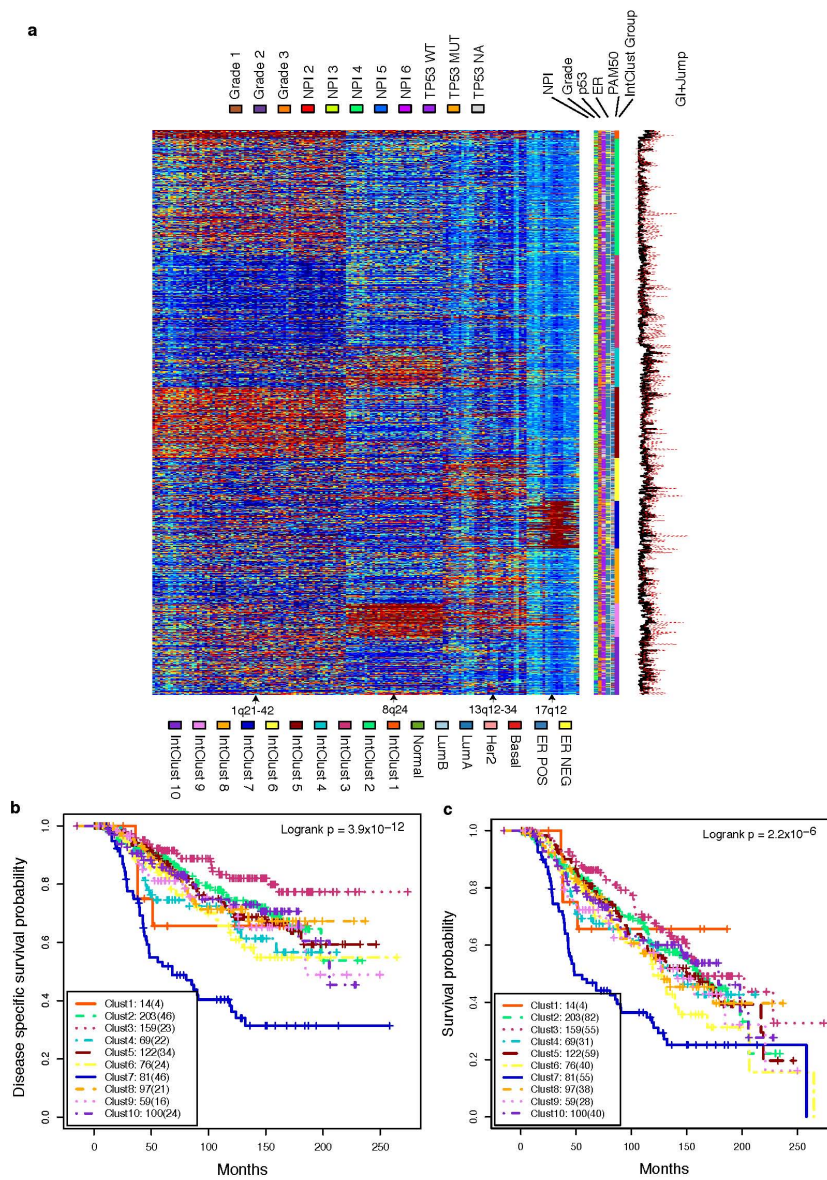 a
Grade 1
Grade 2
Grade 3
NPI 2
NPI 3
NPI 4
NPI 5
NPI 6
TP53 WT
TP53 MUT
TP53 NA
NPI
Grade
p53
ER
PAM50
IntClust Group
GI+Jump
1q21-42
8q24
13q12-34
17q12
IntClust 10
IntClust 9
IntClust 8
IntClust 7
IntClust 6
IntClust 5
IntClust 4
IntClust 3
IntClust 2
IntClust 1
Normal
LumB
LumA
Her2
Basal
ER POS
ER NEG
b
Logrank p = 3.9x10−12
Disease specific survival probability
1.0
0.8
0.6
0.4
0.2
0.0
Clust1: 14(4)
Clust2: 203(46)
Clust3: 159(23)
Clust4: 69(22)
Clust5: 122(34)
Clust6: 76(24)
Clust7: 81(46)
Clust8: 97(21)
Clust9: 59(16)
Clust10: 100(24)
0 50 100 150 200 250
Months
c
Logrank p = 2.2x10−6
Survival probability
1.0
0.8
0.6
0.4
0.2
0.0
Clust1: 14(4)
Clust2: 203(82)
Clust3: 159(55)
Clust4: 69(31)
Clust5: 122(59)
Clust6: 76(40)
Clust7: 81(55)
Clust8: 97(38)
Clust9: 59(28)
Clust10: 100(40)
0 50 100 150 200 250
Months